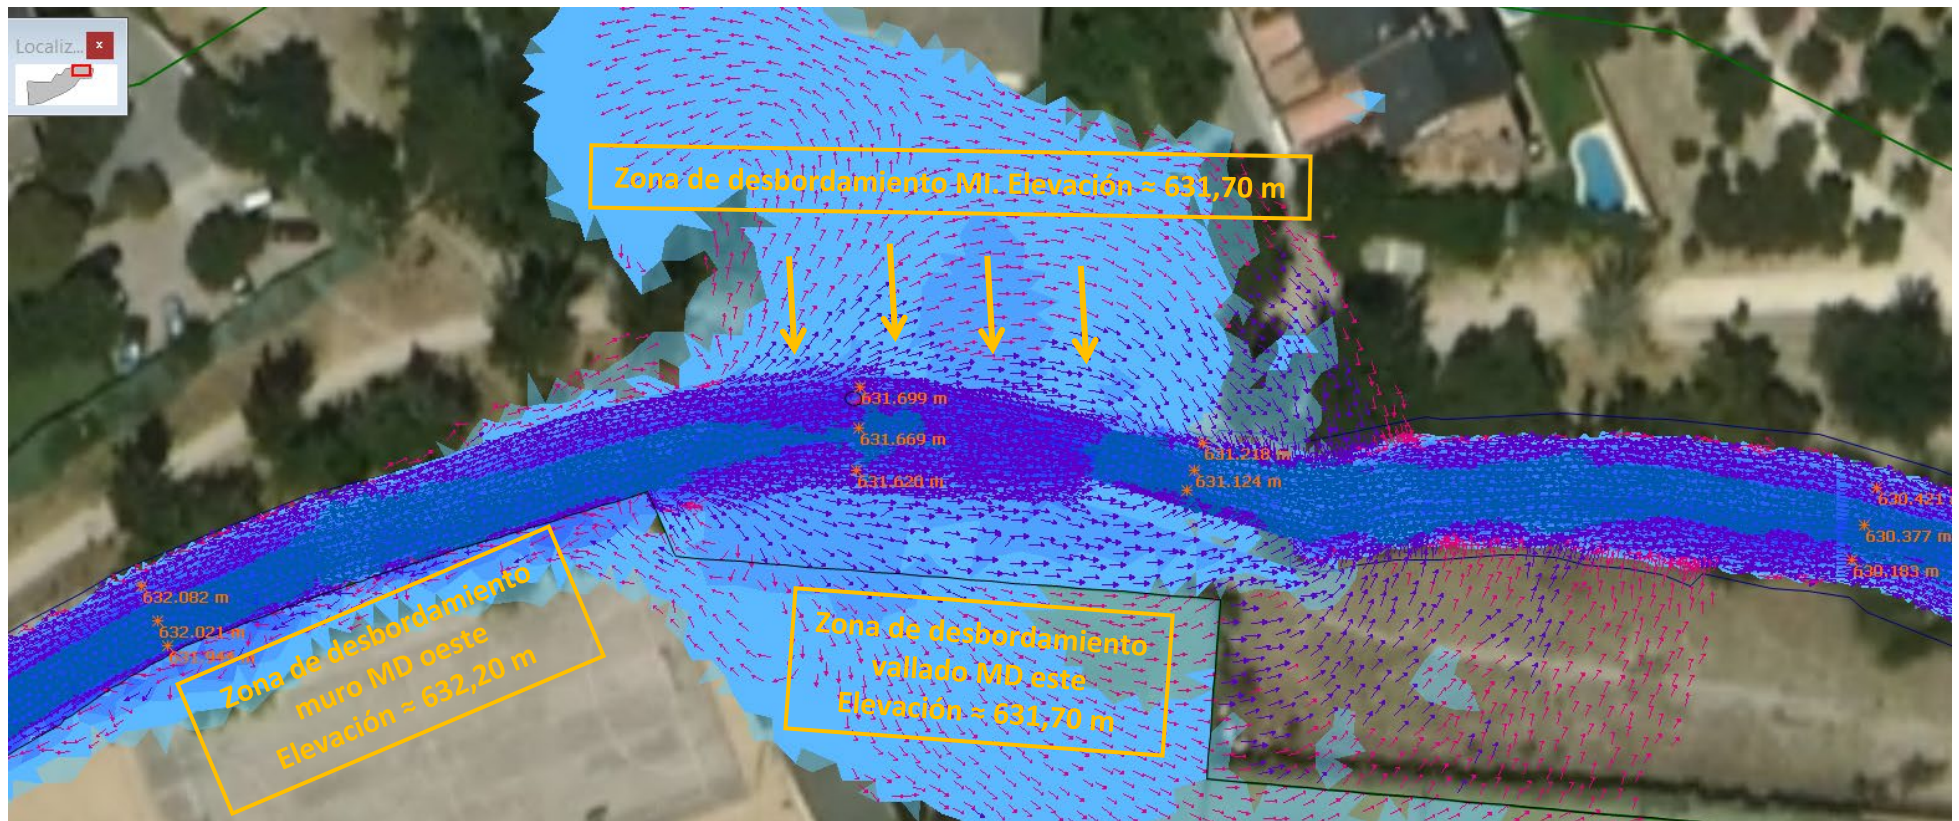 Localiz...
x
Zona de desbordamiento MI. Elevación ≈ 631,70 m
631.699 m
631.669 m
631.620 m
631.218 m
631.124 m
630.421
630.377 m
630.183 m
632.082 m
632.021 m
Zona de desbordamiento
muro MD oeste
Elevación ≈ 632,20 m
Zona de desbordamiento
vallado MD este
Elevación ≈ 631,70 m